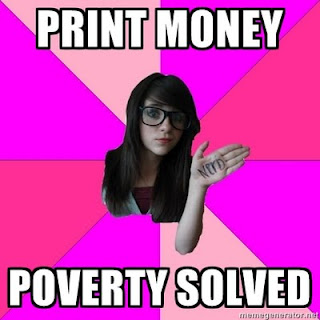 PRINT MONEY
NERD
POVERTY SOLVED
memegenerator.net